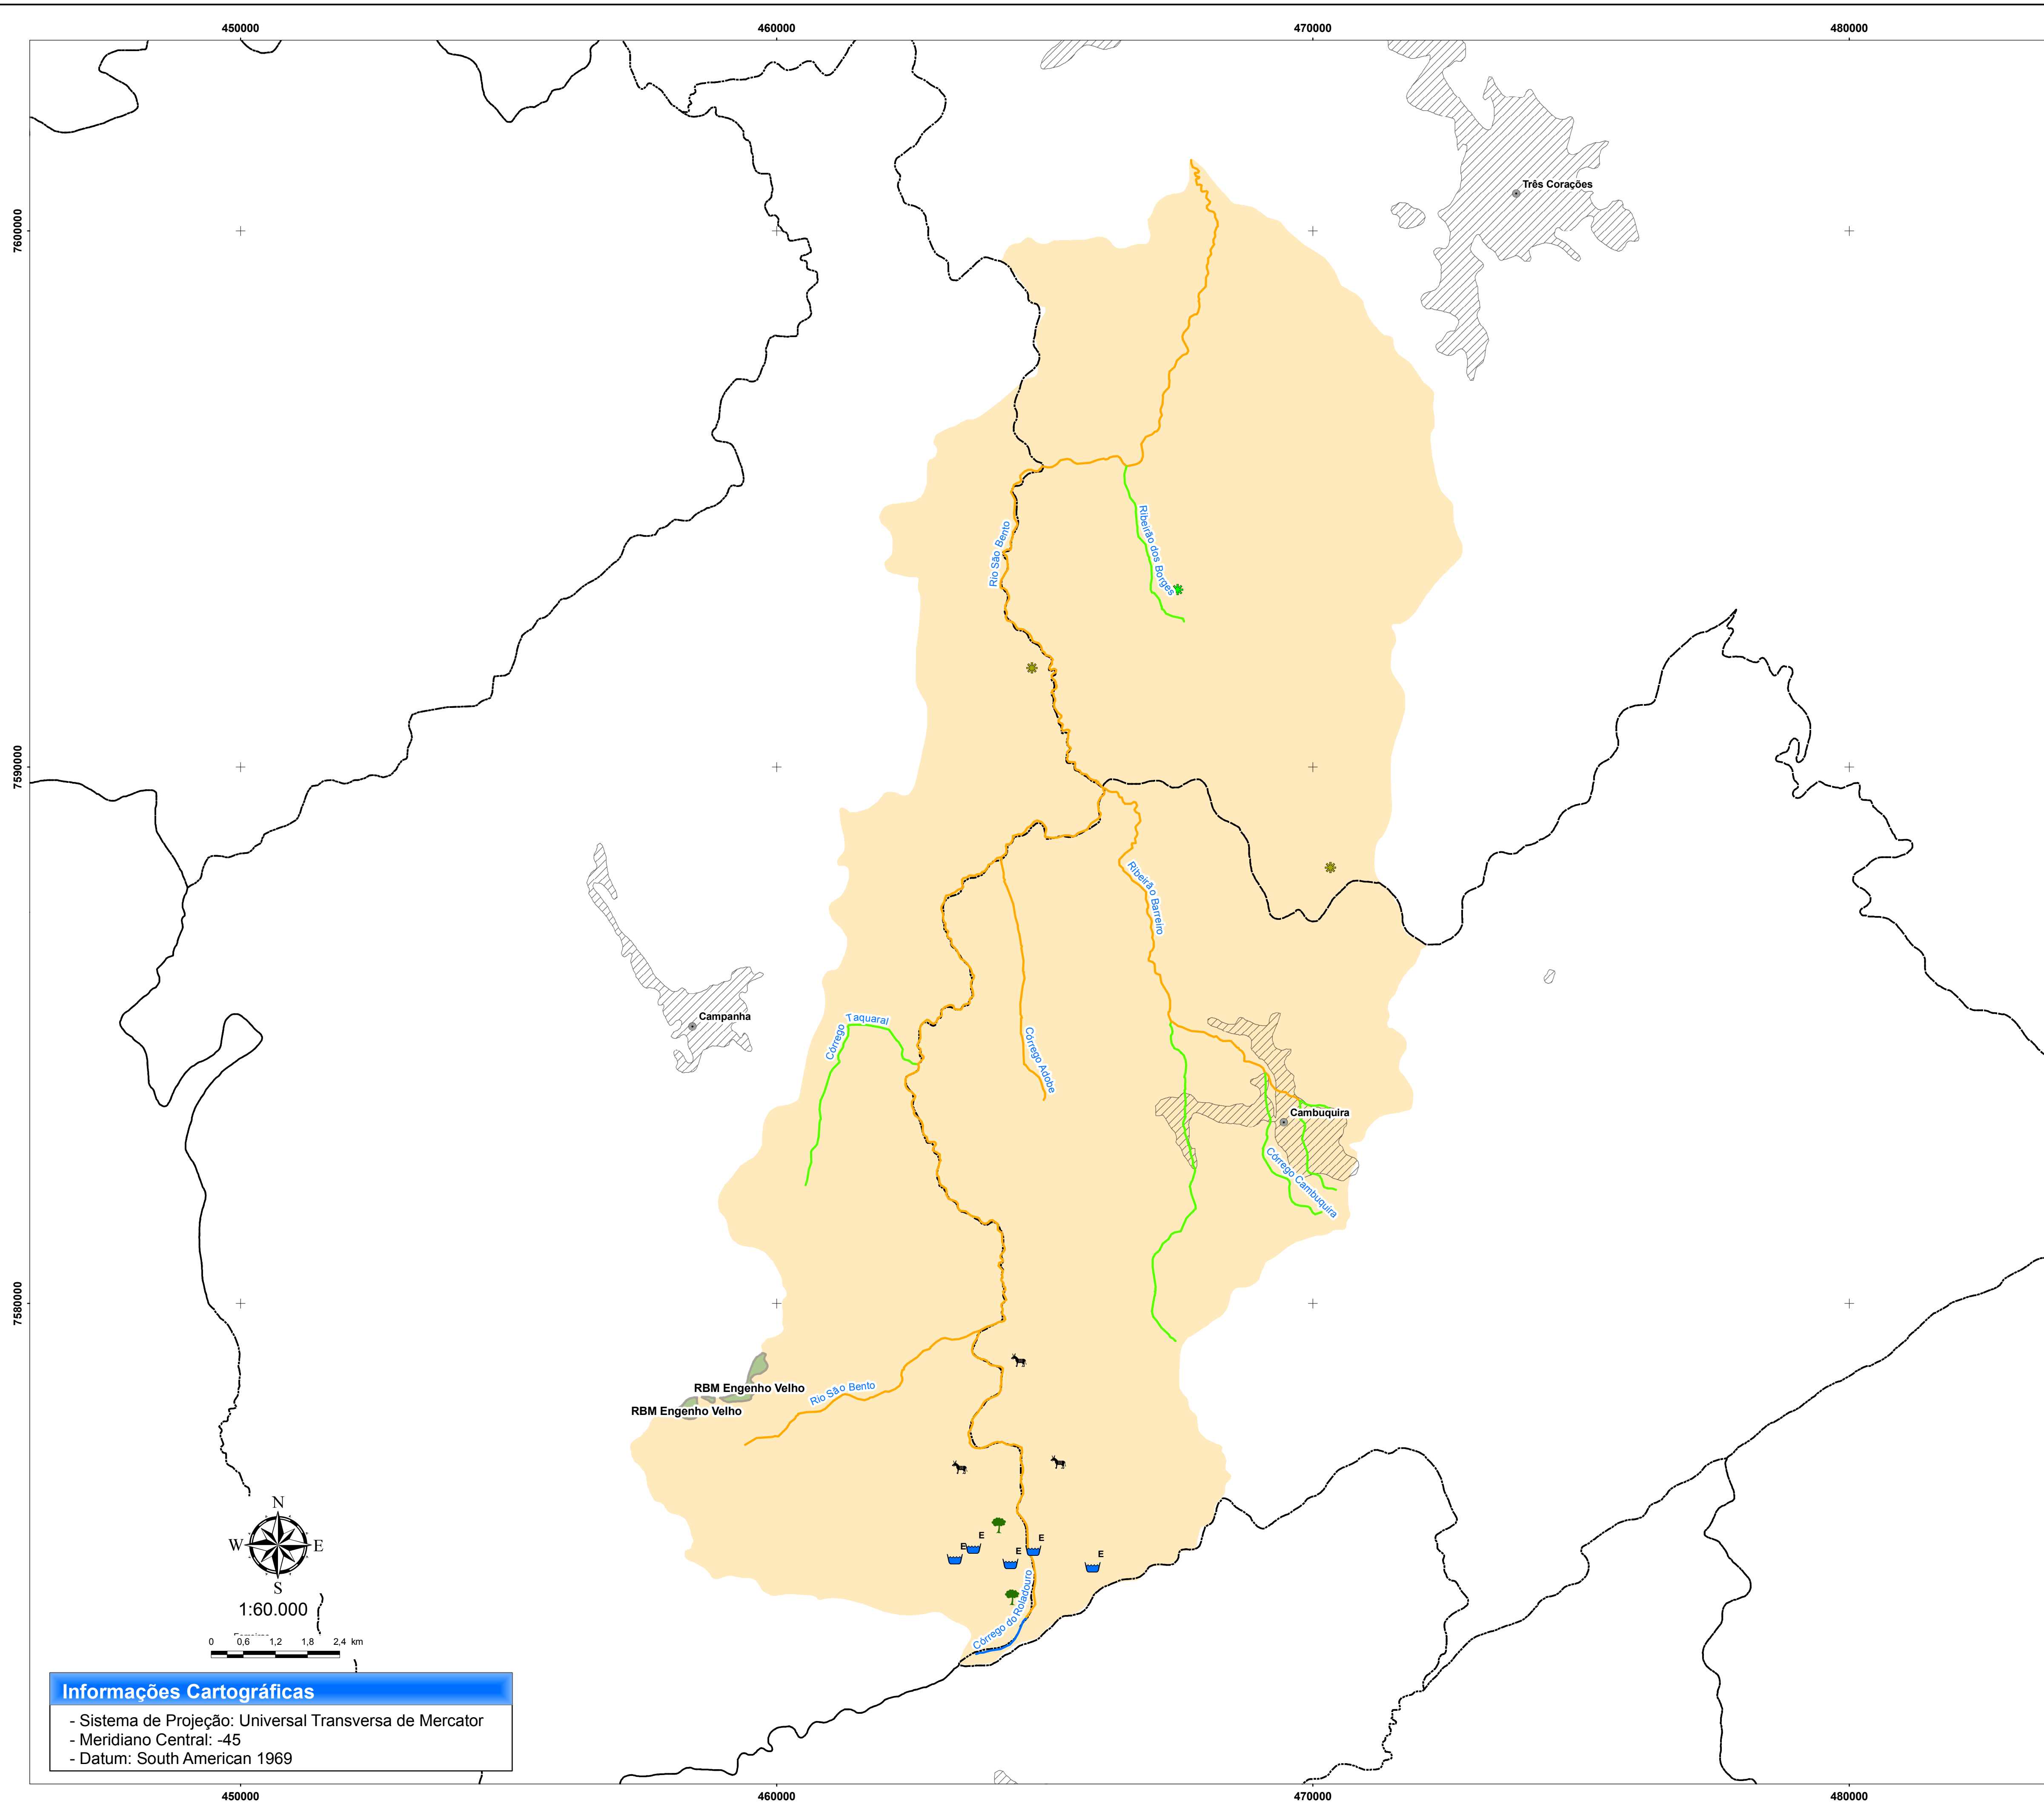 450000 460000 470000 480000
Três Corações
7600000
Ribeirão dos Borges
Rio São Bento
7590000
Ribeirão Barreiro
Campanha
Córrego Taquaral
Córrego Adobe
Cambuquira
Córrego Cambuquira
7580000
RBM Engenho Velho
Rio São Bento
RBM Engenho Velho
N
W E
S
E
E
E
E
E
Córrego do Roladouro
1:60.000
0 0,6 1,2 1,8 2,4 km
Informações Cartográficas
- Sistema de Projeção: Universal Transversa de Mercator
- Meridiano Central: -45
- Datum: South American 1969
450000 460000 470000 480000